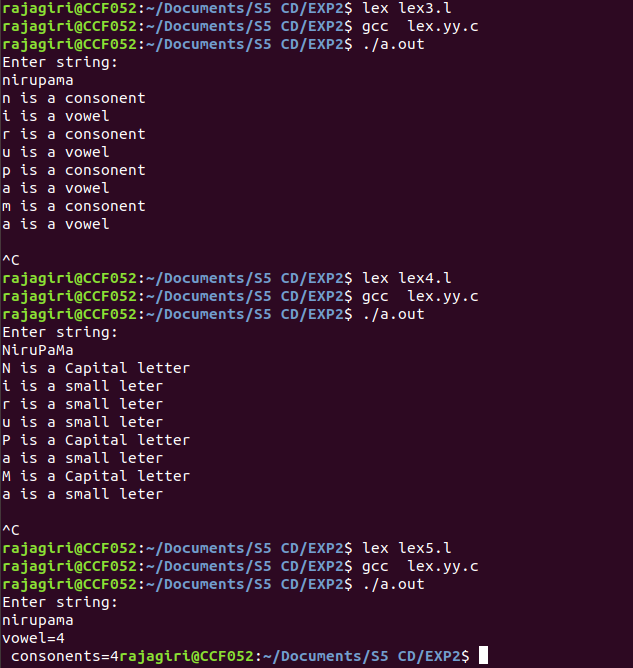 rajagiri@CCF052:~/Documents/S5 CD/EXP2$ lex lex3.l
rajagiri@CCF052:~/Documents/S5 CD/EXP2$ gcc  lex.yy.c
rajagiri@CCF052:~/Documents/S5 CD/EXP2$ ./a.out
Enter string:
nirupama
n is a consonent
i is a vowel
r is a consonent
u is a vowel
p is a consonent
a is a vowel
m is a consonent
a is a vowel
^C
rajagiri@CCF052:~/Documents/S5 CD/EXP2$ lex lex4.l
rajagiri@CCF052:~/Documents/S5 CD/EXP2$ gcc  lex.yy.c
rajagiri@CCF052:~/Documents/S5 CD/EXP2$ ./a.out
Enter string:
NiruPaMa
N is a Capital letter
i is a small leter
r is a small leter
u is a small leter
P is a Capital letter
a is a small leter
M is a Capital letter
a is a small leter
^C
rajagiri@CCF052:~/Documents/S5 CD/EXP2$ lex lex5.l
rajagiri@CCF052:~/Documents/S5 CD/EXP2$ gcc  lex.yy.c
rajagiri@CCF052:~/Documents/S5 CD/EXP2$ ./a.out
Enter string:
nirupama
vowel=4
 consonents=4rajagiri@CCF052:~/Documents/S5 CD/EXP2$